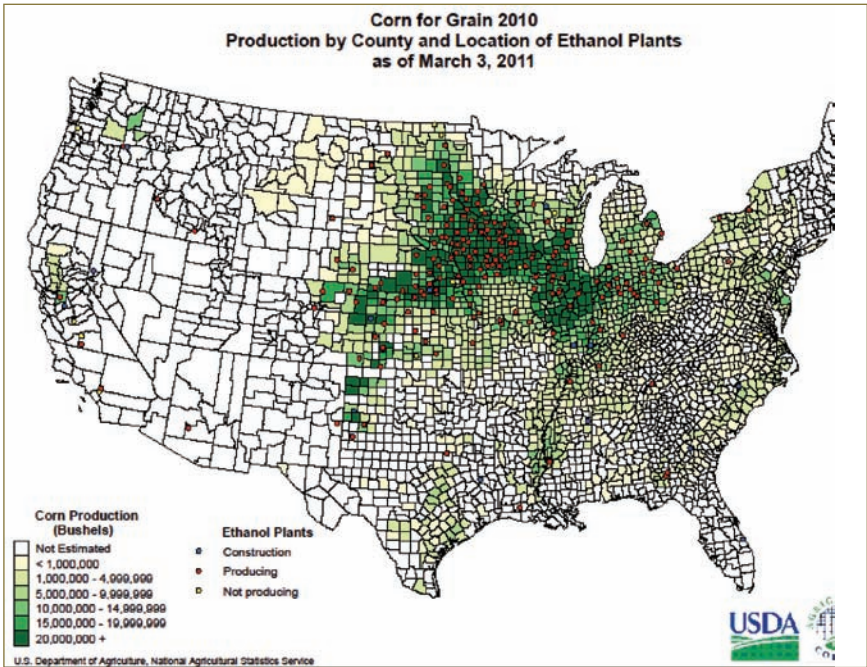 Corn for Grain 2010
Production by County and Location of Ethanol Plants
as of March 3, 2011
Corn Production
(Bushels)
Not Estimated
< 1,000,000
1,000,000 - 4,999,999
5,000,000 - 9,999,999
10,000,000 - 14,999,999
15,000,000 - 19,999,999
20,000,000 +
Ethanol Plants
Construction
Producing
Not producing
USDA
U.S. Department of Agriculture, National Agricultural Statistics Service